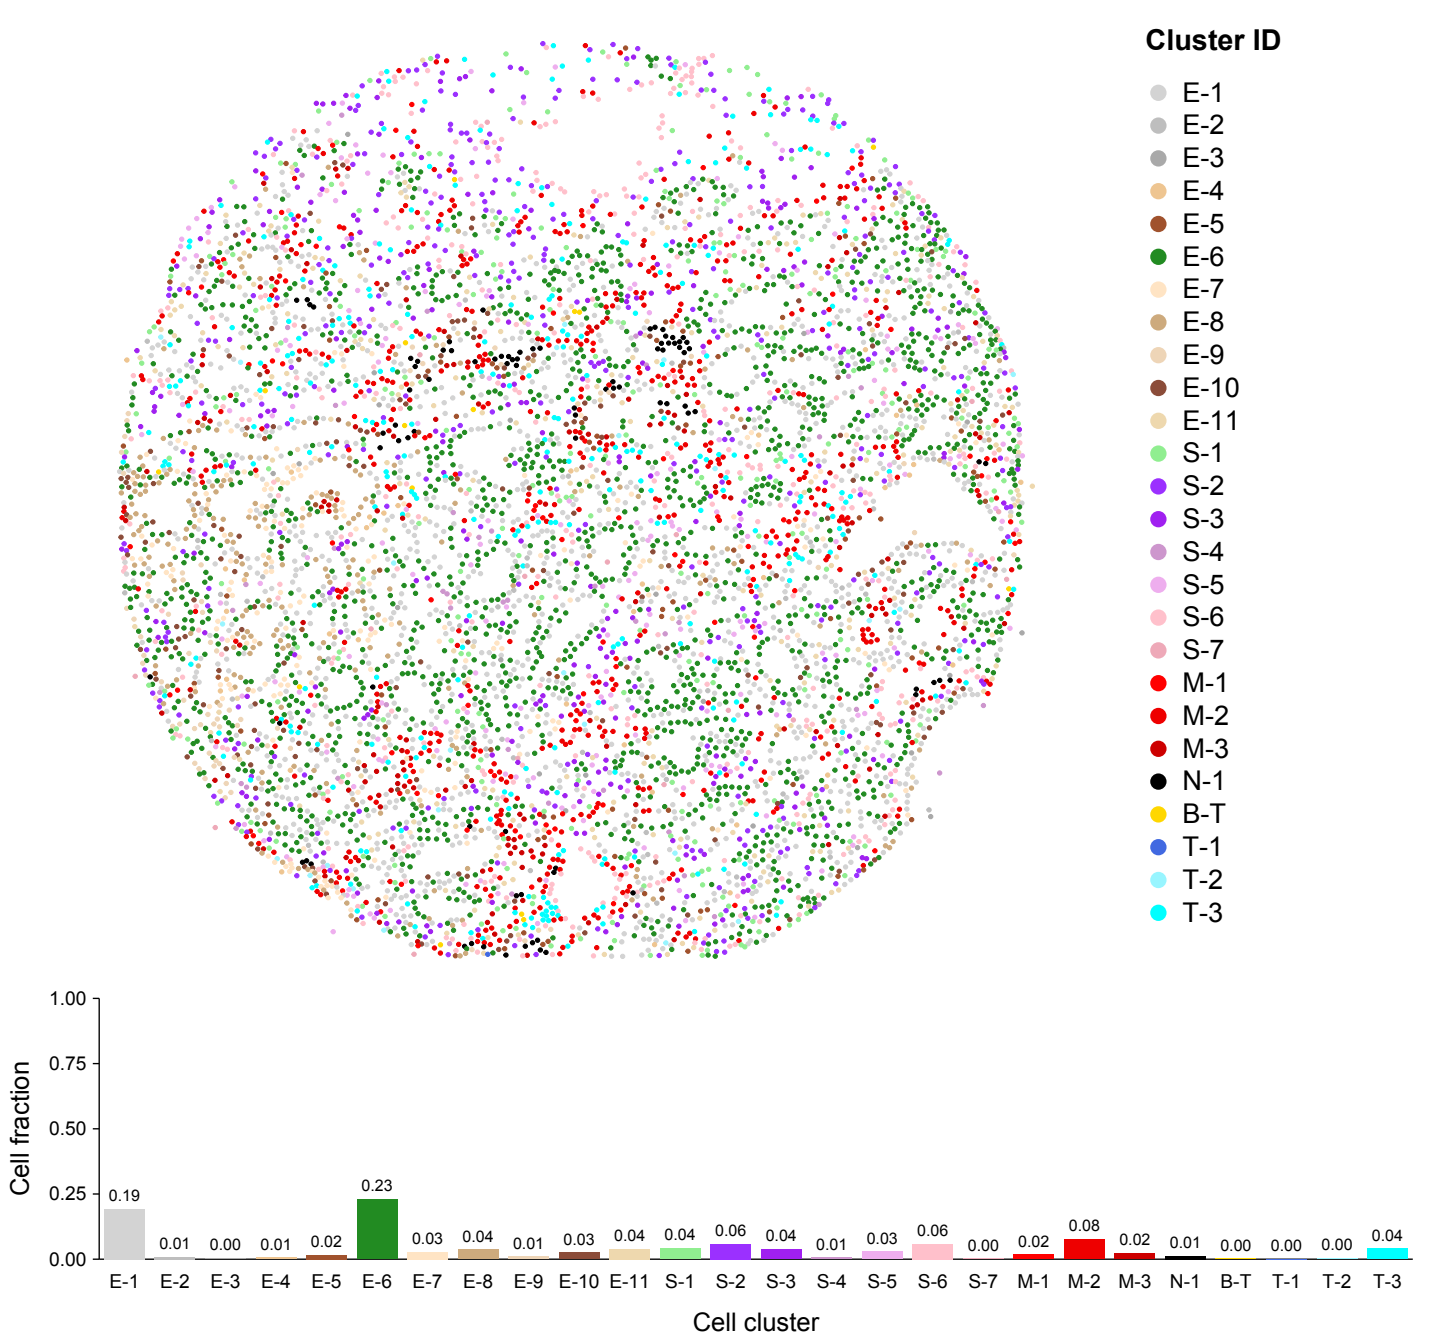 Cluster ID
E-1
E-2
E-3
E-4
E-5
E-6
E-7
E-8
E-9
E-10
E-11
S-1
S-2
S-3
S-4
S-5
S-6
S-7
M-1
M-2
M-3
N-1
B-T
T-1
T-2
T-3
1.00
0.75
0.50
0.25
0.00
Cell fraction
0.19 0.01 0.00 0.01 0.02 0.23 0.03 0.04 0.01 0.03 0.04 0.04 0.06 0.04 0.01 0.03 0.06 0.00 0.02 0.08 0.02 0.01 0.00 0.00 0.00 0.04
E-1 E-2 E-3 E-4 E-5 E-6 E-7 E-8 E-9 E-10 E-11 S-1 S-2 S-3 S-4 S-5 S-6 S-7 M-1 M-2 M-3 N-1 B-T T-1 T-2 T-3
Cell cluster